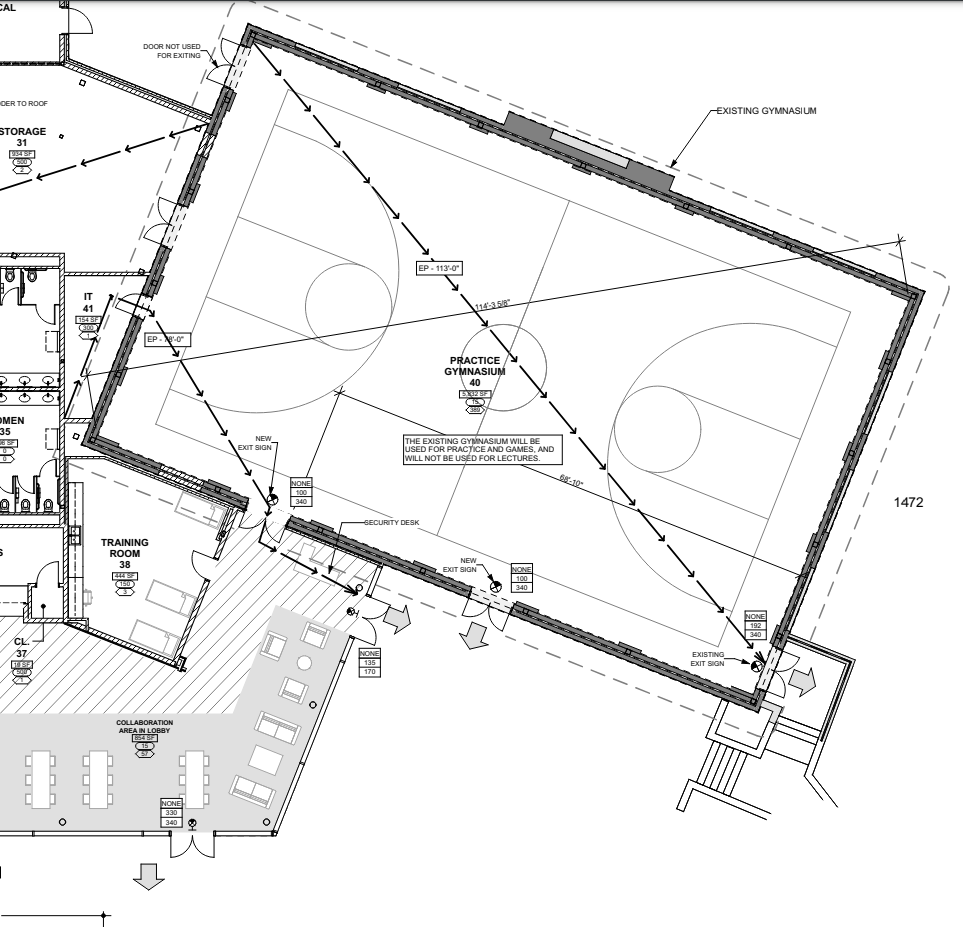 CAL
DOOR NOT USED
FOR EXITING
EXISTING GYMNASIUM
DDER TO ROOF
STORAGE
31
934 SF
500
2
EP - 113'-0"
114'-3 5/8"
IT
41
154 SF
300
1
EP - 78'-0"
PRACTICE
GYMNASIUM
40
5,832 SF
15
389
OMEN
35
0
0
NEW
EXIT SIGN
THE EXISTING GYMNASIUM WILL BE
USED FOR PRACTICE AND GAMES, AND
WILL NOT BE USED FOR LECTURES.
68'-10"
NONE
100
340
1472
SECURITY DESK
TRAINING
ROOM
38
444 SF
150
3
S
NEW
EXIT SIGN
NONE
100
340
NONE
192
340
EXISTING
EXIT SIGN
CL.
37
18 SF
500
1
NONE
135
170
COLLABORATION
AREA IN LOBBY
854 SF
15
57
NONE
330
340